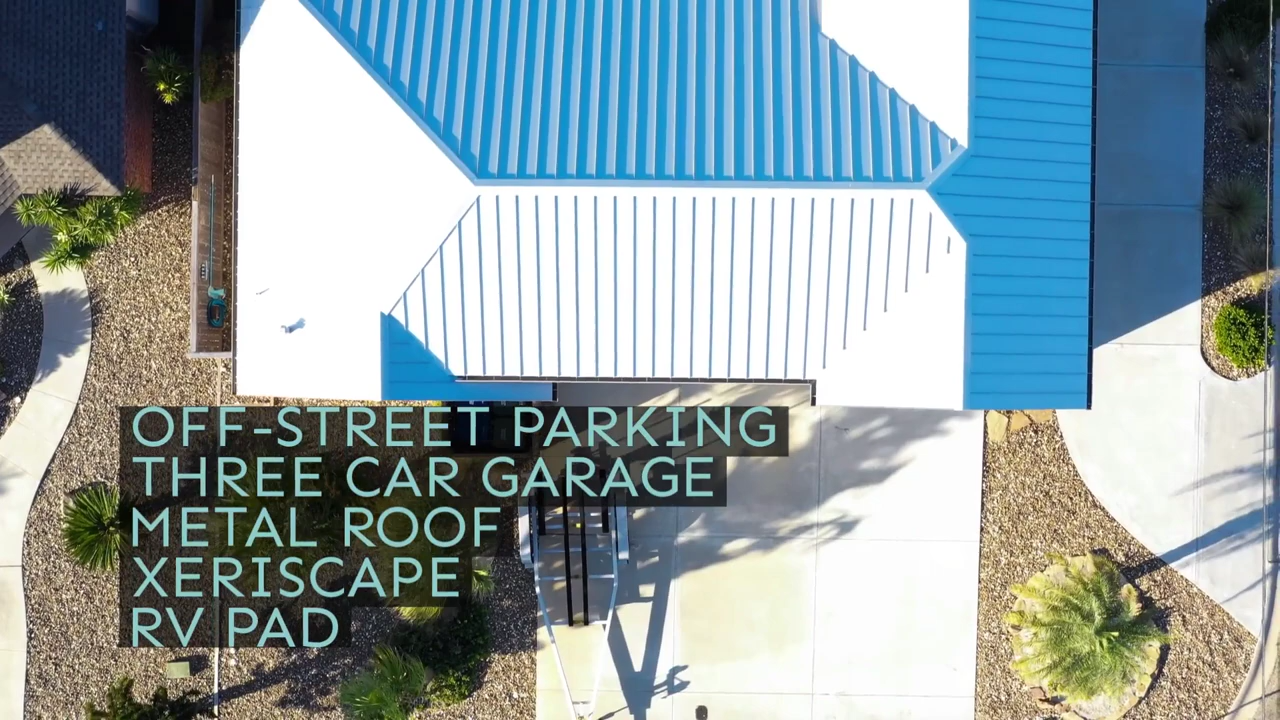 OFF-STREET PARKING
THREE CAR GARAGE
METAL ROOF
XERISCAPE
RV PAD